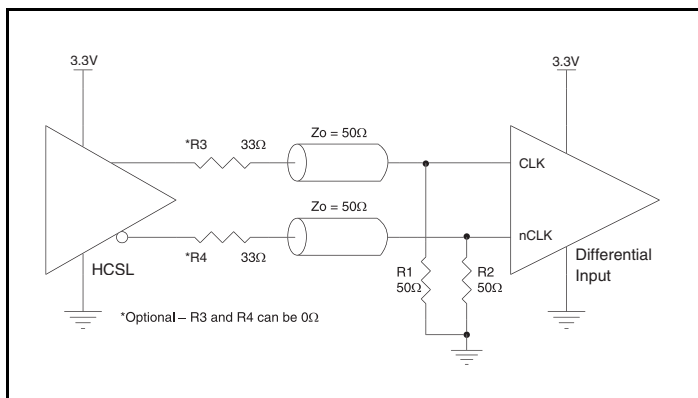 3.3V
3.3V
*R3 33Ω
Zo = 50Ω
CLK
Zo = 50Ω
nCLK
*R4 33Ω
HCSL
R1
50Ω
R2
50Ω
Differential
Input
*Optional – R3 and R4 can be 0Ω